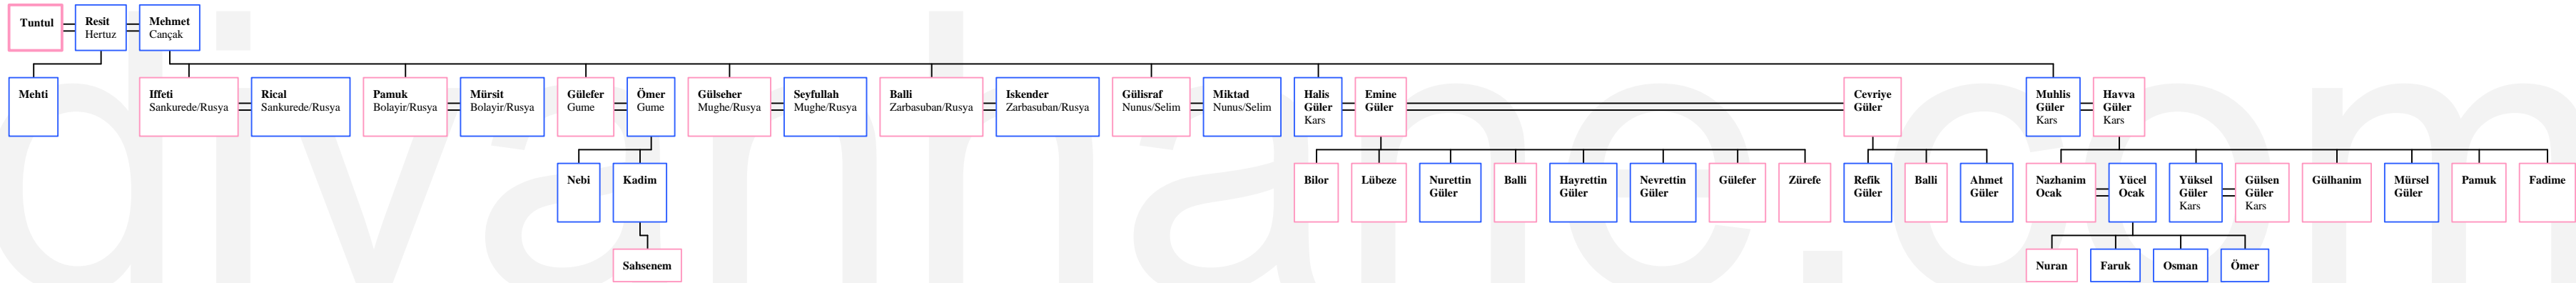 Tuntul
Resit
Hertuz
Mehmet
Cançak
Mehti
Iffeti
Sankurede/Rusya
Rical
Sankurede/Rusya
Pamuk
Bolayir/Rusya
Mürsit
Bolayir/Rusya
Gülefer
Gume
Ömer
Gume
Gülseher
Mughe/Rusya
Seyfullah
Mughe/Rusya
Balli
Zarbasuban/Rusya
Iskender
Zarbasuban/Rusya
Gülisraf
Nunus/Selim
Miktad
Nunus/Selim
Halis
Güler
Kars
Emine
Güler
Cevriye
Güler
Muhlis
Güler
Kars
Havva
Güler
Kars
Nebi
Kadim
Bilor
Lübeze
Nurettin
Güler
Balli
Hayrettin
Güler
Nevrettin
Güler
Gülefer
Zürefe
Refik
Güler
Balli
Ahmet
Güler
Nazhanim
Ocak
Yücel
Ocak
Yüksel
Güler
Kars
Gülsen
Güler
Kars
Gülhanim
Mürsel
Güler
Pamuk
Fadime
Sahsenem
Nuran
Faruk
Osman
Ömer
divanhane.com